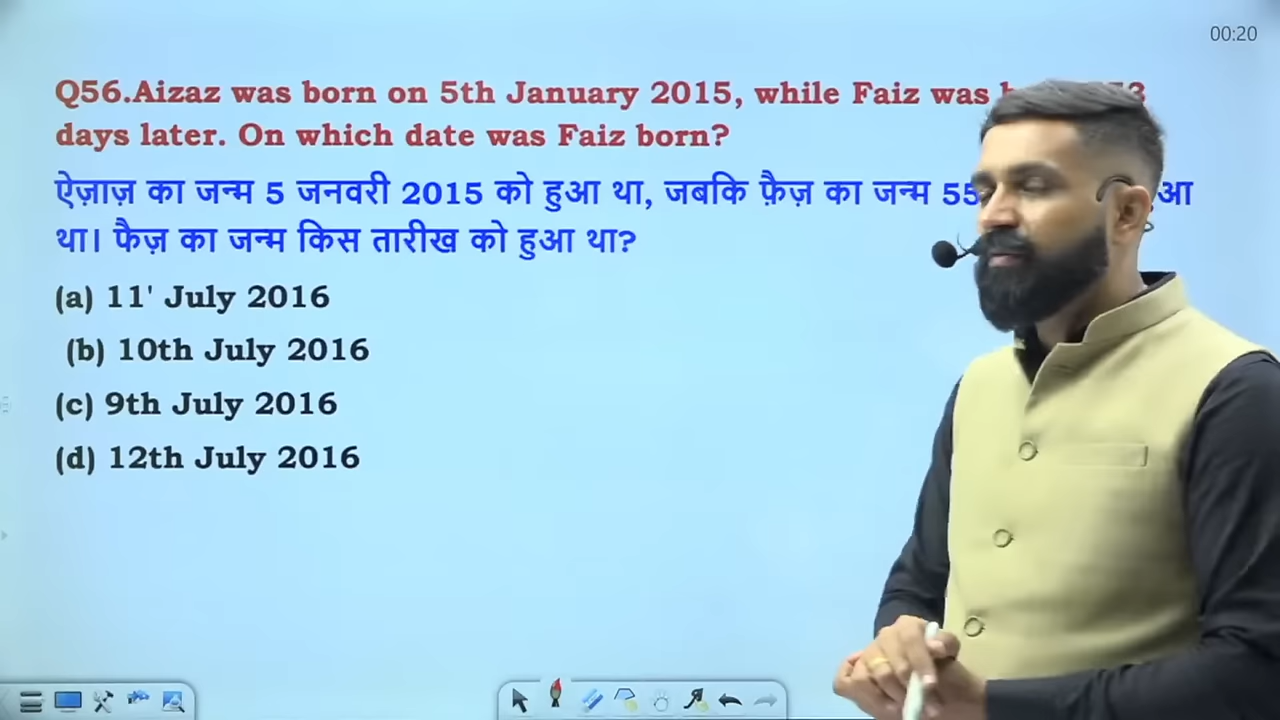 00:20
Q56.Aizaz was born on 5th January 2015, while Faiz was
days later. On which date was Faiz born?
ऐज़ाज़ का जन्म 5 जनवरी 2015 को हुआ था, जबकि फ़ैज़ का जन्म
था। फैज़ का जन्म किस तारीख को हुआ था?
(a) 11' July 2016
(b) 10th July 2016
(c) 9th July 2016
(d) 12th July 2016